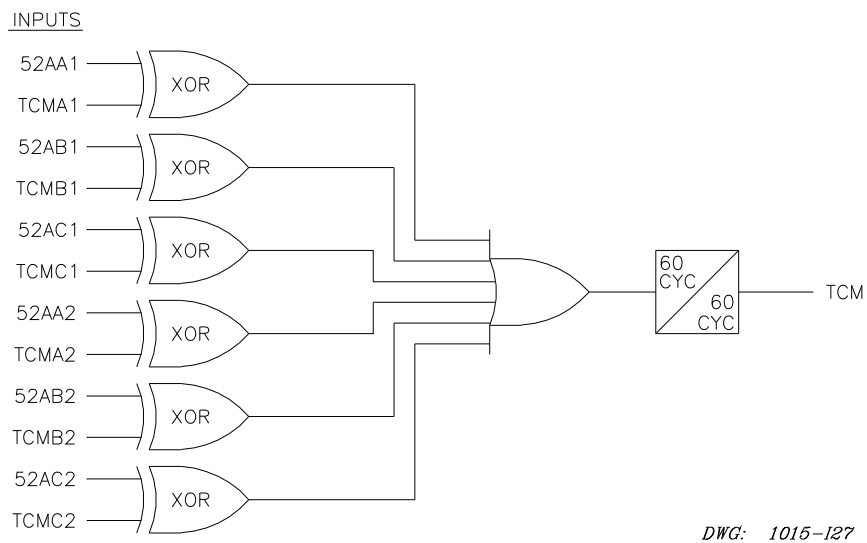 INPUTS
52AA1
TCMA1
XOR
52AB1
TCMB1
XOR
52AC1
TCMC1
XOR
52AA2
TCMA2
XOR
52AB2
TCMB2
XOR
52AC2
TCMC2
XOR
60
CYC
60
CYC
TCM
DWG: 1015-I27